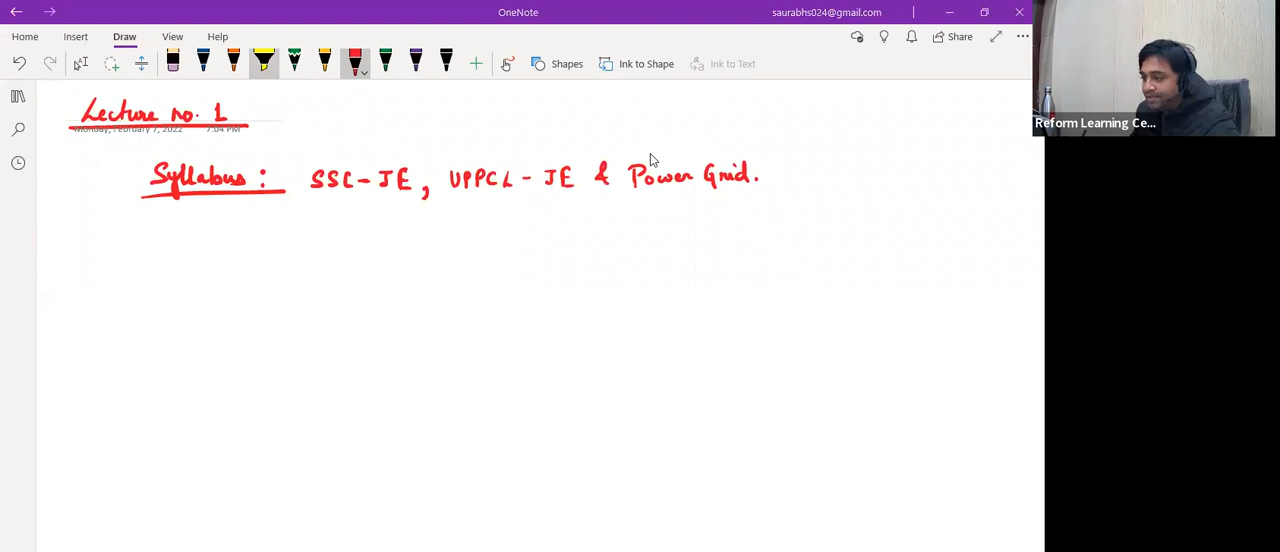 OneNote
saurabhs024@gmail.com
Home Insert Draw View Help
Share
Shapes Ink to Shape Ink to Text
Lecture no. 1
Monday, February 7, 2022 7:04 PM
Syllabus : SSC-JE, UPPCL-JE & Power Grid.
Reform Learning Ce...